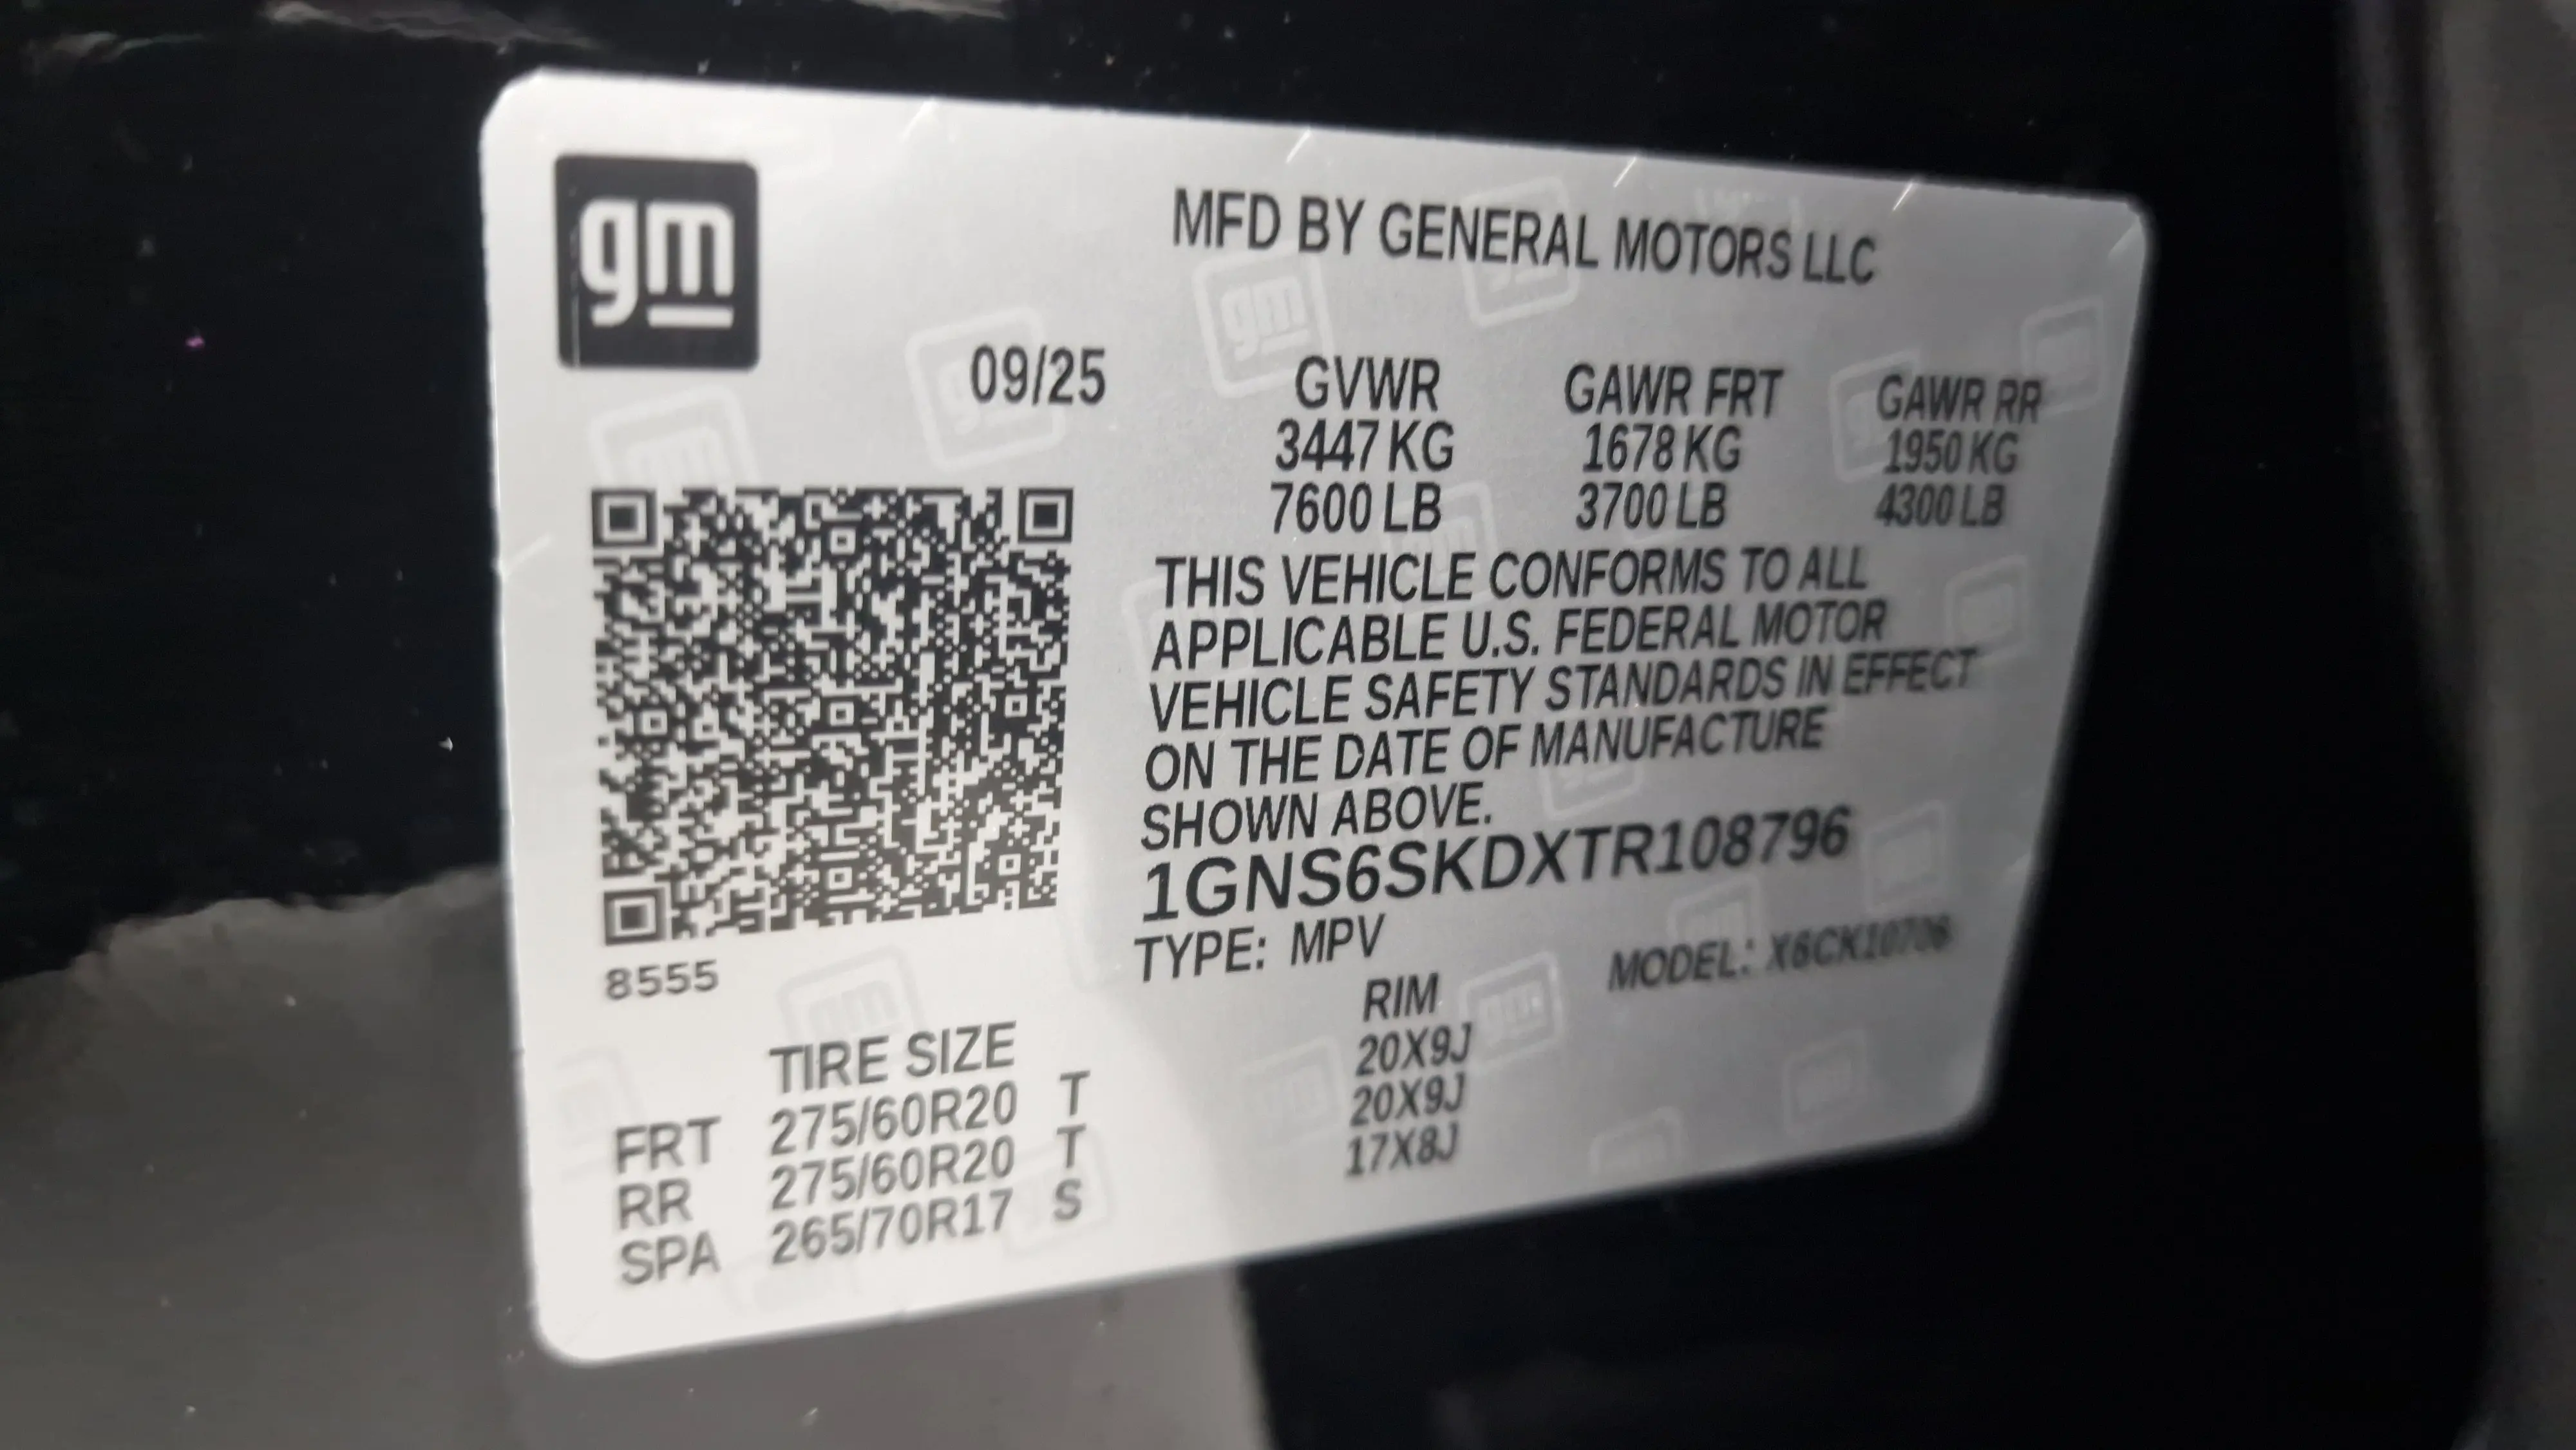 gm
MFD BY GENERAL MOTORS LLC
09/25 GVWR GAWR FRT GAWR RR
3447 KG 1678 KG 1950 KG
7600 LB 3700 LB 4300 LB
THIS VEHICLE CONFORMS TO ALL
APPLICABLE U.S. FEDERAL MOTOR
VEHICLE SAFETY STANDARDS IN EFFECT
ON THE DATE OF MANUFACTURE
SHOWN ABOVE.
1GNS6SKDXTR108796
TYPE: MPV MODEL: X6CK10706
8555
TIRE SIZE RIM
FRT 275/60R20 T 20X9J
RR 275/60R20 T 20X9J
SPA 265/70R17 S 17X8J